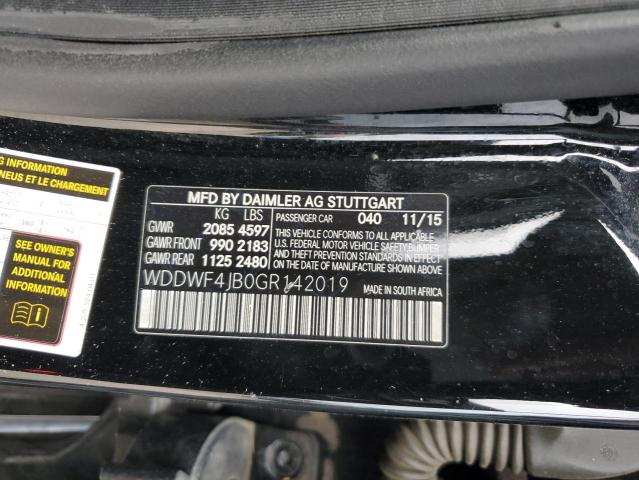 G INFORMATION
NEUS ET LE CHARGEMENT
SEE OWNER'S
MANUAL FOR
ADDITIONAL
INFORMATION
MFD BY DAIMLER AG STUTTGART
KG LBS
GVWR 2085 4597
GAWR FRONT 990 2183
GAWR REAR 1125 2480
PASSENGER CAR 040 11/15
THIS VEHICLE CONFORMS TO ALL APPLICABLE
U.S. FEDERAL MOTOR VEHICLE SAFETY, BUMPER,
AND THEFT PREVENTION STANDARDS IN EFFECT
ON THE DATE OF MANUFACTURE SHOWN ABOVE.
WDDWF4JB0GR142019
MADE IN SOUTH AFRICA